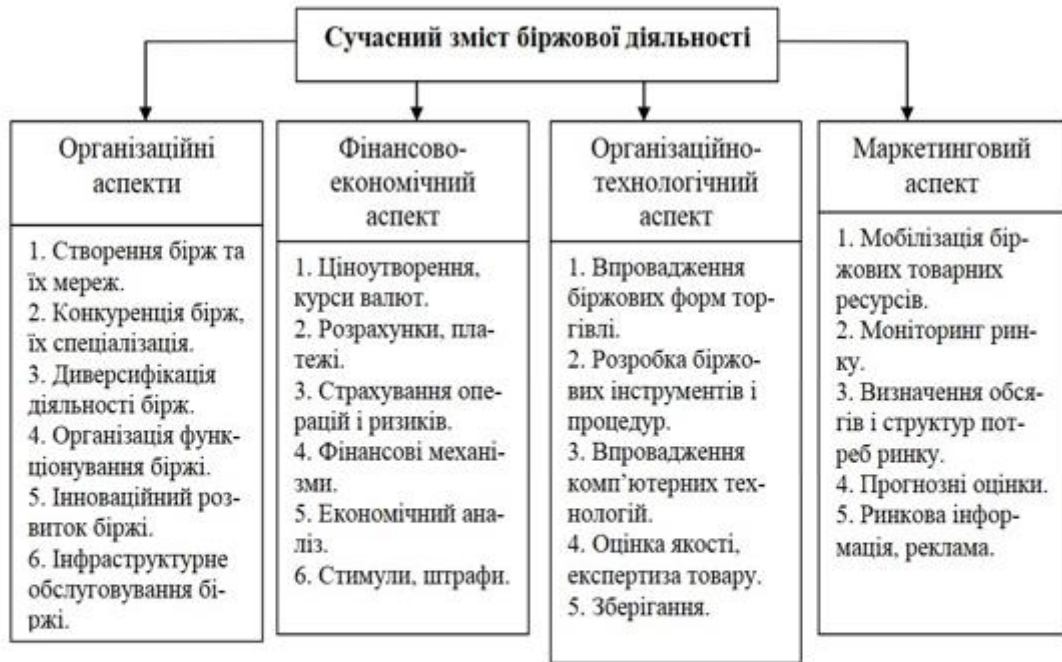 Сучасний зміст біржової діяльності
Організаційні
аспекти
1. Створення бірж та
їх мереж.
2. Конкуренція бірж,
їх спеціалізація.
3. Диверсифікація
діяльності бірж.
4. Організація функ-
ціонування біржі.
5. Інноваційний роз-
виток біржі.
6. Інфраструктурне
обслуговування бі-
ржі.
Фінансово-
економічний
аспект
1. Ціноутворення,
курси валют.
2. Розрахунки, пла-
тежі.
3. Страхування опе-
рацій і ризиків.
4. Фінансові механі-
зми.
5. Економічний ана-
ліз.
6. Стимули, штрафи.
Організаційно-
технологічний
аспект
1. Впровадження
біржових форм тор-
гівлі.
2. Розробка біржо-
вих інструментів і
процедур.
3. Впровадження
комп’ютерних тех-
нологій.
4. Оцінка якості,
експертиза товару.
5. Зберігання.
Маркетинговий
аспект
1. Мобілізація бір-
жових товарних
ресурсів.
2. Моніторинг рин-
ку.
3. Визначення обся-
гів і структур пот-
реб ринку.
4. Прогнозні оцінки.
5. Ринкова інфор-
мація, реклама.